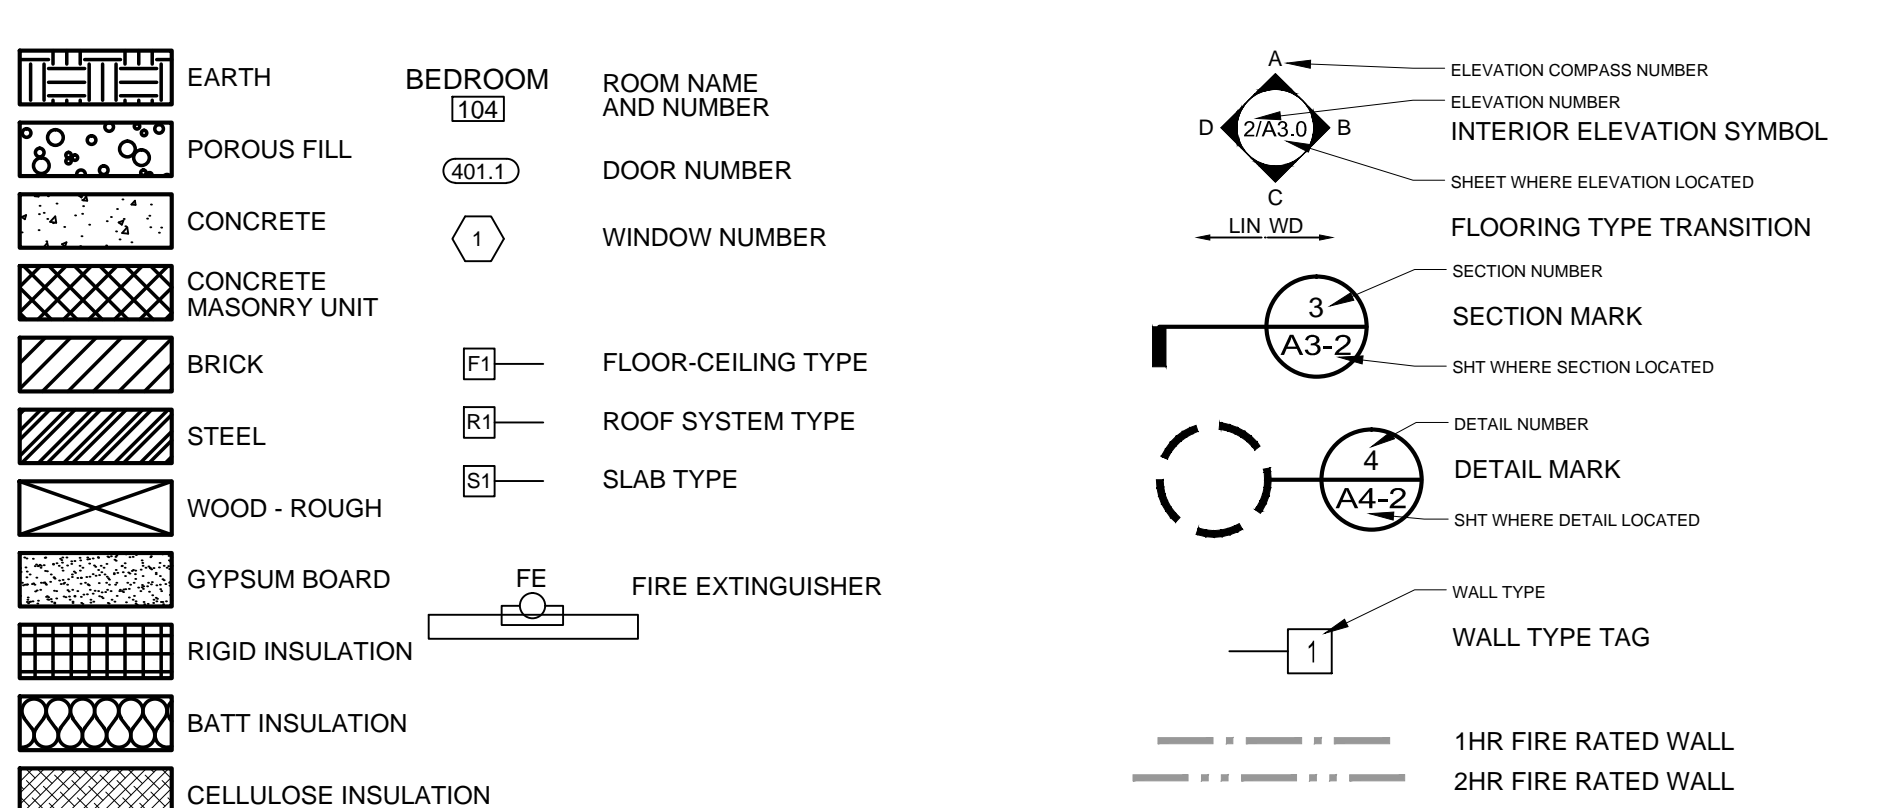 EARTH
POROUS FILL
CONCRETE
CONCRETE
MASONRY UNIT
BRICK
STEEL
WOOD - ROUGH
GYPSUM BOARD
RIGID INSULATION
BATT INSULATION
CELLULOSE INSULATION
BEDROOM
104
ROOM NAME
AND NUMBER
401.1
DOOR NUMBER
1
WINDOW NUMBER
F1
FLOOR-CEILING TYPE
R1
ROOF SYSTEM TYPE
S1
SLAB TYPE
FE
FIRE EXTINGUISHER
A
ELEVATION COMPASS NUMBER
ELEVATION NUMBER
D
2/A3.0
B
INTERIOR ELEVATION SYMBOL
SHEET WHERE ELEVATION LOCATED
C
LIN WD
FLOORING TYPE TRANSITION
SECTION NUMBER
3
SECTION MARK
A3-2
SHT WHERE SECTION LOCATED
DETAIL NUMBER
4
DETAIL MARK
A4-2
SHT WHERE DETAIL LOCATED
WALL TYPE
1
WALL TYPE TAG
1HR FIRE RATED WALL
2HR FIRE RATED WALL